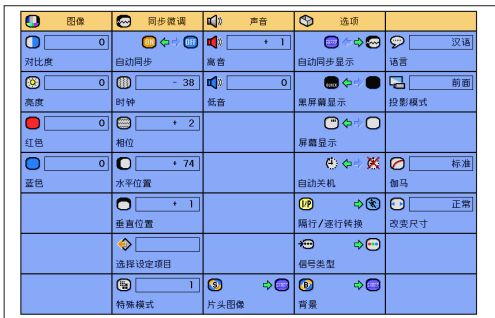 图像 同步微调 声音 选项
0 ON OFF + 1
对比度 自动同步 高音 自动同步显示 语言 汉语
0 - 38 0
亮度 时钟 低音 黑屏幕显示 投影模式 前面
0 + 2
红色 相位 屏幕显示
0 + 74
蓝色 水平位置 自动关机 伽马 标准
+ 1 I/P
垂直位置 隔行/逐行转换 改变尺寸 正常
选择设定项目 信号类型
1 S B
特殊模式 片头图像 背景